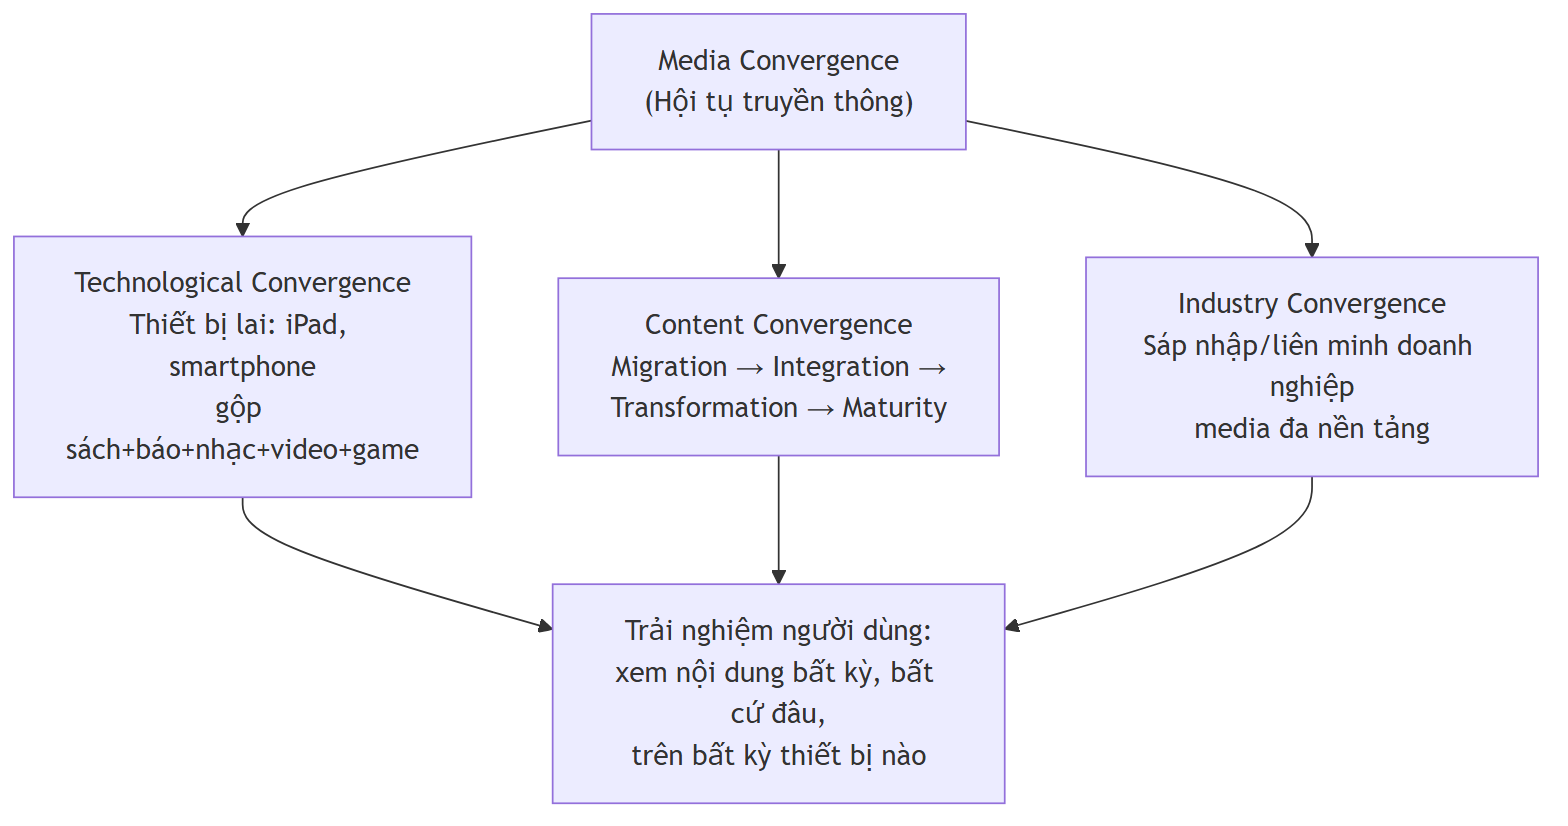 Media Convergence
(Hội tụ truyền thông)
Technological Convergence
Thiết bị lai: iPad,
smartphone
gộp
sách+báo+nhạc+video+game
Content Convergence
Migration → Integration →
Transformation → Maturity
Industry Convergence
Sáp nhập/liên minh doanh
nghiệp
media đa nền tảng
Trải nghiệm người dùng:
xem nội dung bất kỳ, bất
cứ đâu,
trên bất kỳ thiết bị nào